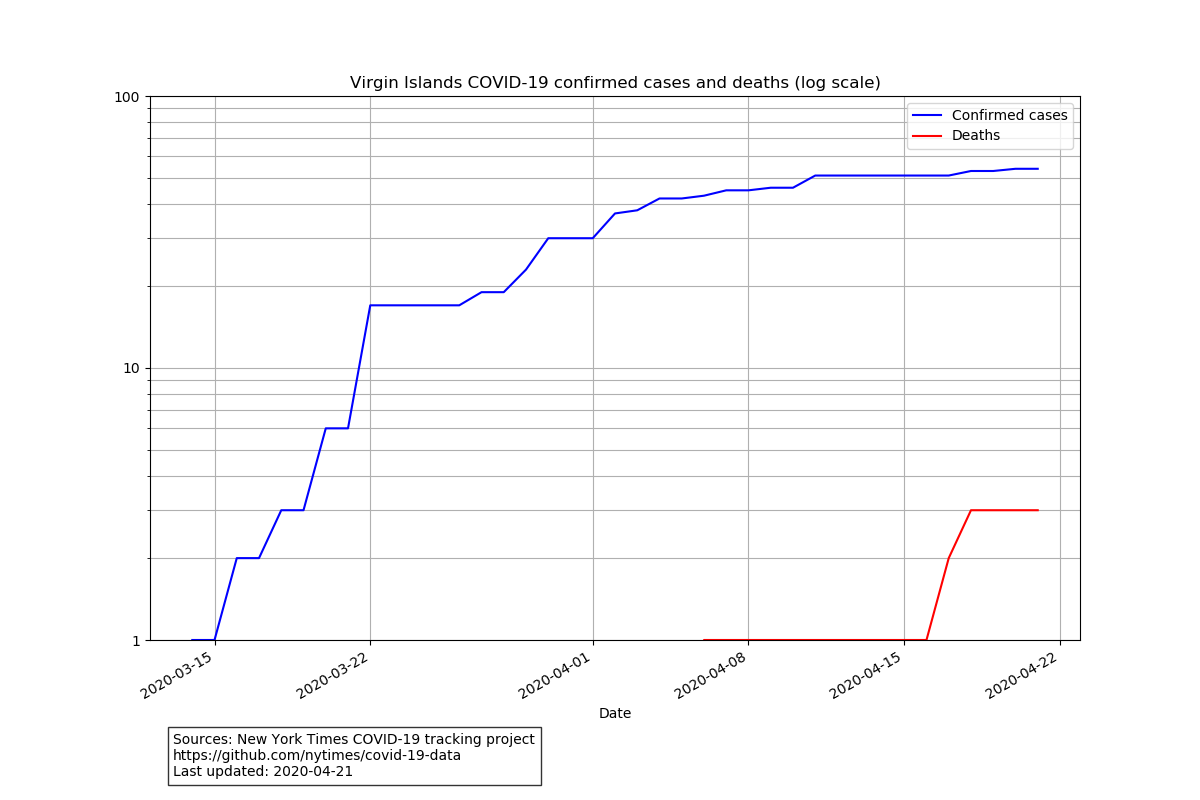 Virgin Islands COVID-19 confirmed cases and deaths (log scale)
100
10
1
Confirmed cases
Deaths
2020-03-15
2020-03-22
2020-04-01
2020-04-08
2020-04-15
2020-04-22
Date
Sources: New York Times COVID-19 tracking project
https://github.com/nytimes/covid-19-data
Last updated: 2020-04-21